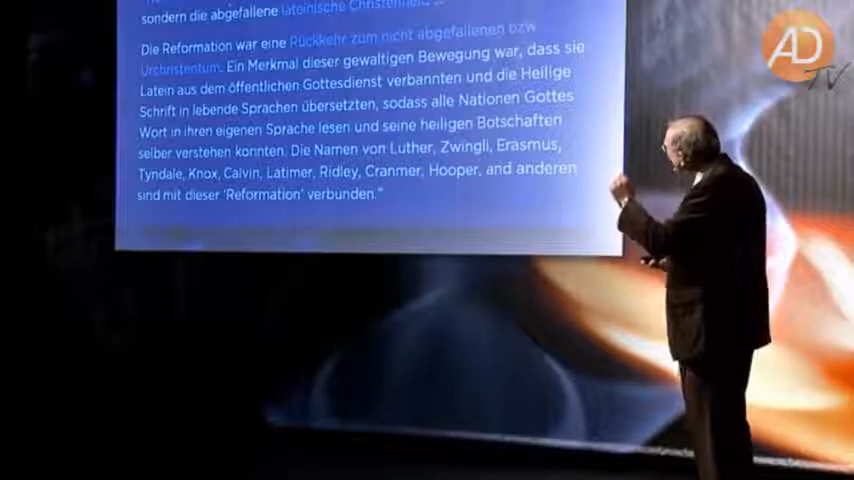 sondern die abgefallene lateinische Christenheit ...
Die Reformation war eine Rückkehr zum nicht abgefallenen bzw
Urchristentum. Ein Merkmal dieser gewaltigen Bewegung war, dass sie
Latein aus dem öffentlichen Gottesdienst verbannten und die Heilige
Schrift in lebende Sprachen übersetzten, sodass alle Nationen Gottes
Wort in ihren eigenen Sprache lesen und seine heiligen Botschaften
selber verstehen konnten. Die Namen von Luther, Zwingli, Erasmus,
Tyndale, Knox, Calvin, Latimer, Ridley, Cranmer, Hooper, and anderen
sind mit dieser 'Reformation' verbunden."
AD
TV